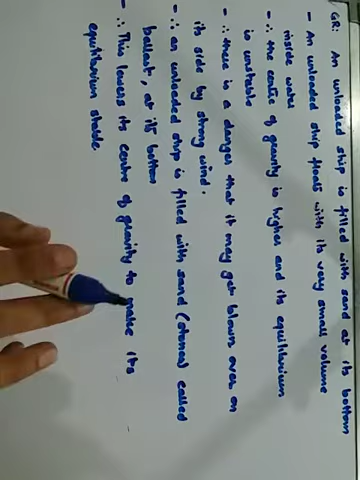 GR: An unloaded ship is filled with sand at its bottom
- An unloaded ship floats with its very small volume
inside water
- ∴ the centre of gravity is higher and its equilibrium
is unstable
- ∴ there is a danger that it may get blown over on
its side by strong wind.
- ∴ an unloaded ship is filled with sand (stones) called
ballast, at its bottom
- ∴ This lowers its centre of gravity to make its
equilibrium stable